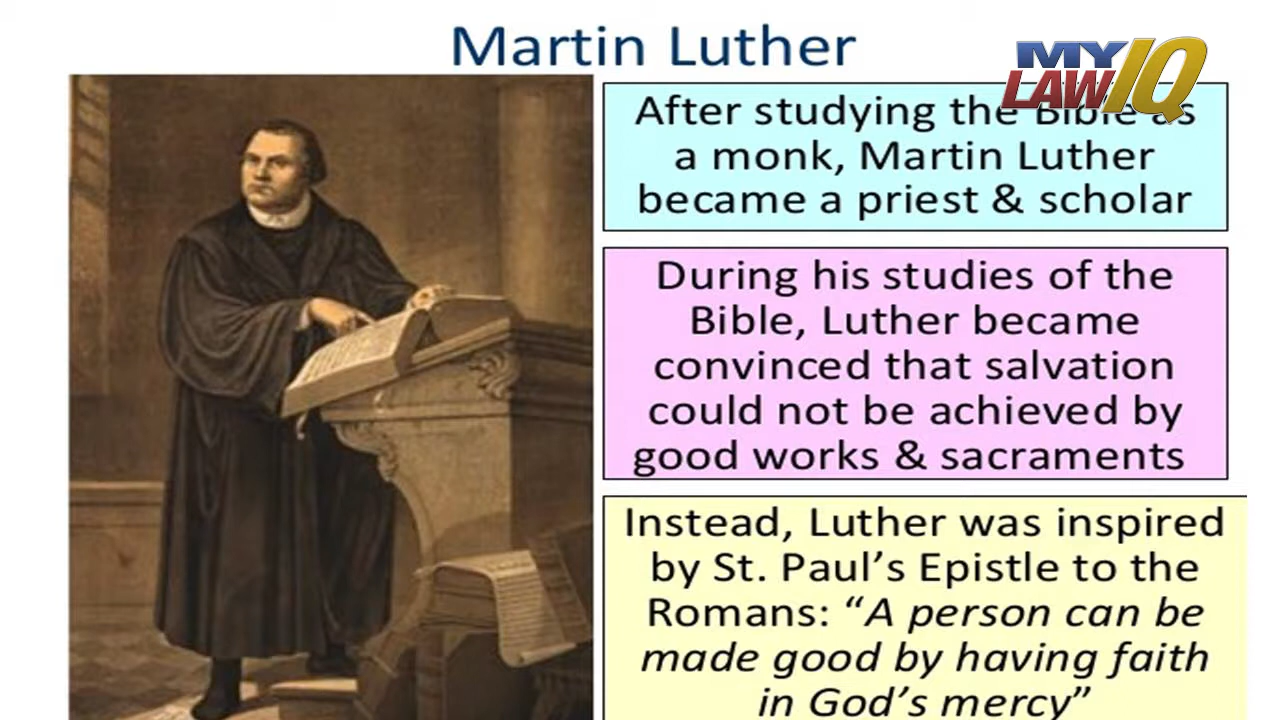 Martin Luther
MY
LAW IQ
After studying the Bible as
a monk, Martin Luther
became a priest & scholar
During his studies of the
Bible, Luther became
convinced that salvation
could not be achieved by
good works & sacraments
Instead, Luther was inspired
by St. Paul’s Epistle to the
Romans: “A person can be
made good by having faith
in God’s mercy”